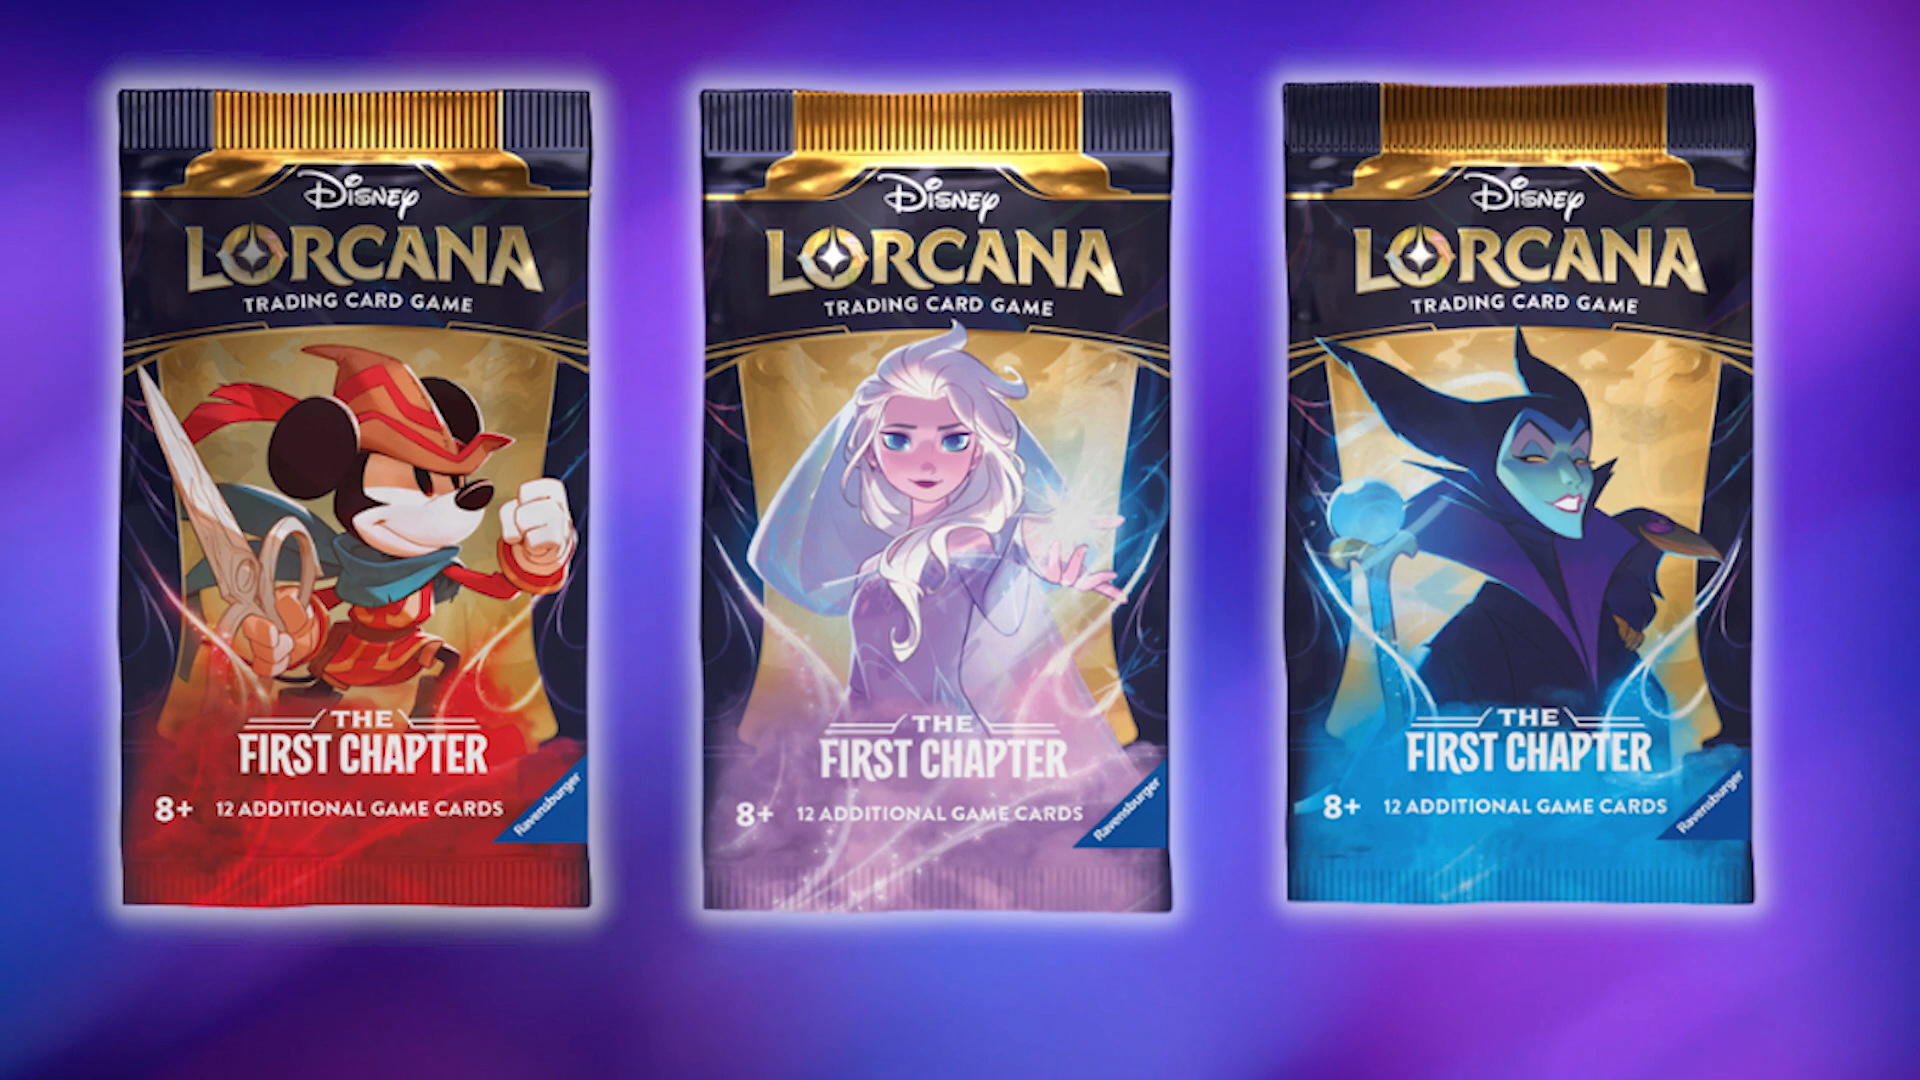 Disney
LORCANA
TRADING CARD GAME
THE
FIRST CHAPTER
8+ 12 ADDITIONAL GAME CARDS
Ravensburger
Disney
LORCANA
TRADING CARD GAME
THE
FIRST CHAPTER
8+ 12 ADDITIONAL GAME CARDS
Ravensburger
Disney
LORCANA
TRADING CARD GAME
THE
FIRST CHAPTER
8+ 12 ADDITIONAL GAME CARDS
Ravensburger